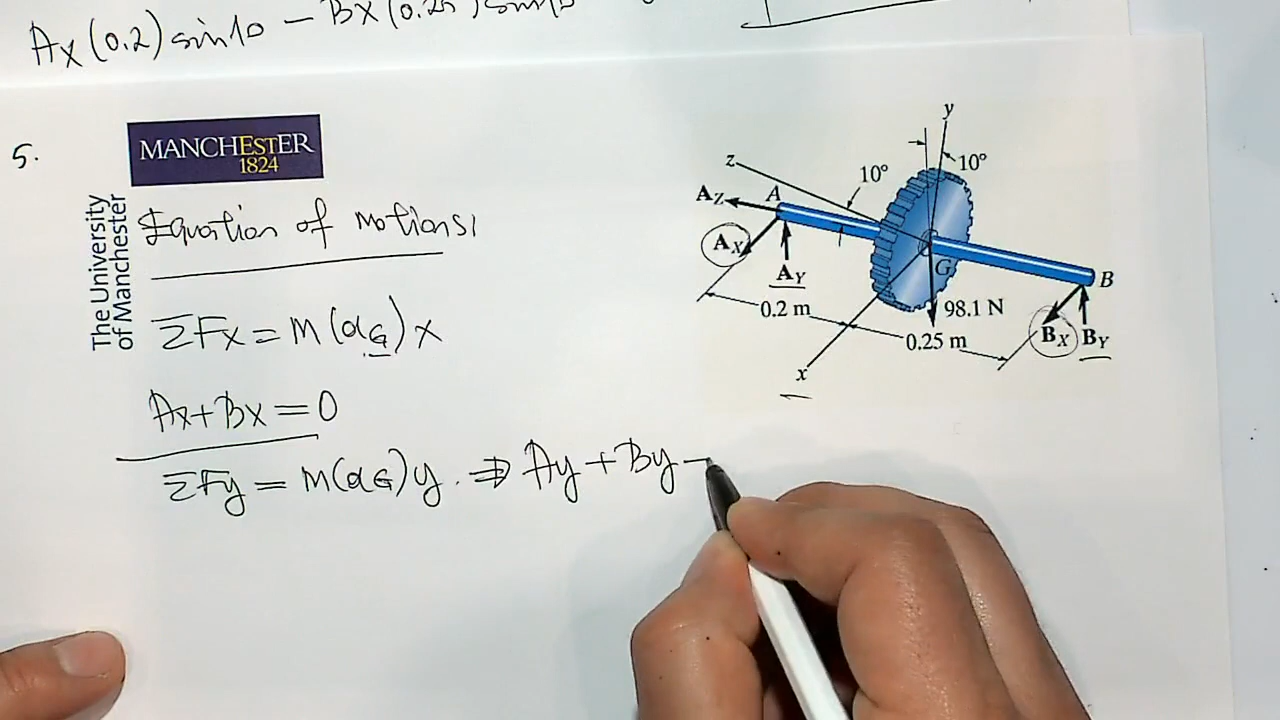 Ax(0.2)sin10 - Bx(0.25)sin10
5.
MANCHESTER
1824
The University
of Manchester
Equation of motions:
ΣFx = m(aG)x
Ax+Bx=0
ΣFy = m(aG)y. ⇒ Ay + By -
y
z
10°
10°
AZ
A
AX
AY
G
B
0.2 m
98.1 N
0.25 m
BX
BY
x